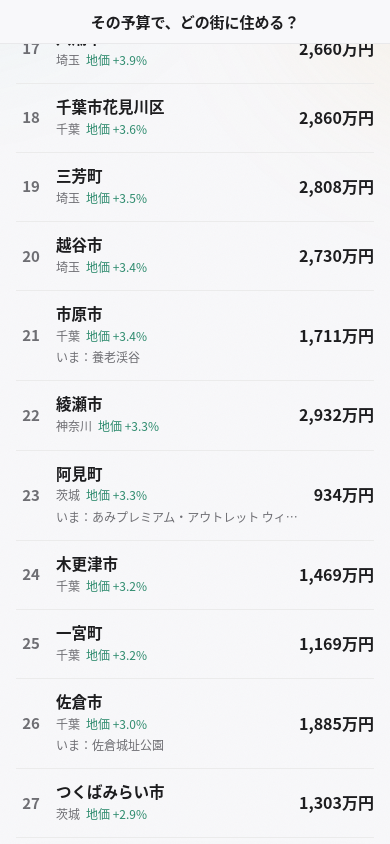 その予算で、どの街に住める？
17
2,660万円
埼玉 地価 +3.9%
18
千葉市花見川区
千葉 地価 +3.6%
2,860万円
19
三芳町
埼玉 地価 +3.5%
2,808万円
20
越谷市
埼玉 地価 +3.4%
2,730万円
21
市原市
千葉 地価 +3.4%
いま：養老渓谷
1,711万円
22
綾瀬市
神奈川 地価 +3.3%
2,932万円
23
阿見町
茨城 地価 +3.3%
いま：あみプレミアム・アウトレット ウィ…
934万円
24
木更津市
千葉 地価 +3.2%
1,469万円
25
一宮町
千葉 地価 +3.2%
1,169万円
26
佐倉市
千葉 地価 +3.0%
いま：佐倉城址公園
1,885万円
27
つくばみらい市
茨城 地価 +2.9%
1,303万円